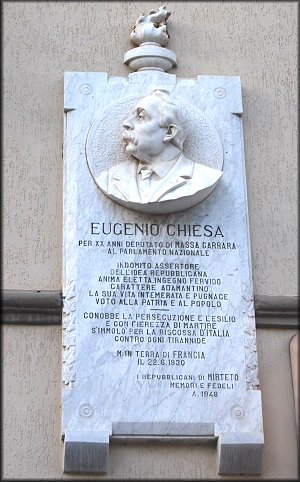 EUGENIO CHIESA
PER XX ANNI DEPUTATO DI MASSA CARRARA
AL PARLAMENTO NAZIONALE
INDOMITO ASSERTORE
DELL'IDEA REPUBBLICANA
ANIMA ELETTA, INGEGNO FERVIDO
CARATTERE ADAMANTINO
LA SUA VITA INTEMERATA E PUGNACE
VOTO ALLA PATRIA E AL POPOLO
CONOBBE LA PERSECUZIONE E L'ESILIO
E CON FIEREZZA DI MARTIRE
S'IMMOLO' PER LA RISCOSSA D'ITALIA
CONTRO OGNI TIRANNIDE
M. IN TERRA DI FRANCIA
IL 22.6.1930
I REPUBBLICANI DI MIRTETO
MEMORI E FEDELI
A. 1948